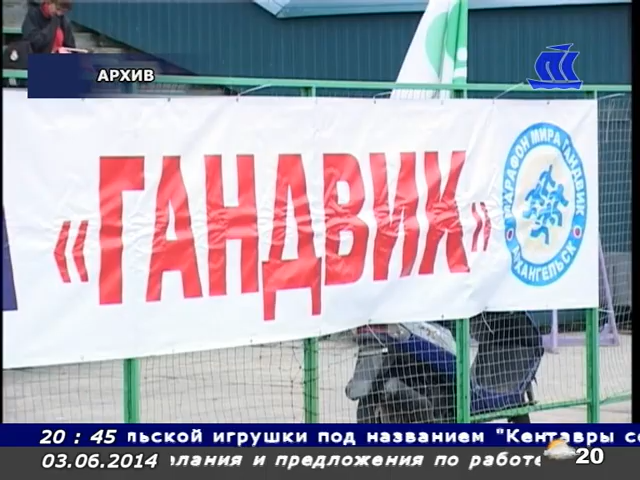 АРХИВ
«ГАНДВИК»
МАРАФОН МИРА ГАНДВИК
АРХАНГЕЛЬСК
20 : 45 льской игрушки под названием "Кентавры со
03.06.2014 елания и предложения по работе 20